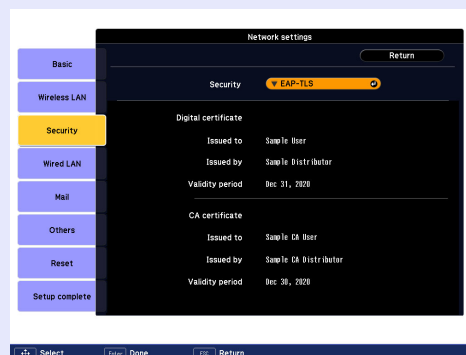 Network settings
Return
Basic
Wireless LAN
Security
Wired LAN
Mail
Others
Reset
Setup complete
Security EAP-TLS
Digital certificate
Issued to Sample User
Issued by Sample Distributor
Validity period Dec 31, 2020
CA certificate
Issued to Sample CA User
Issued by Sample CA Distributor
Validity period Dec 30, 2020
Select Enter Done ESC Return